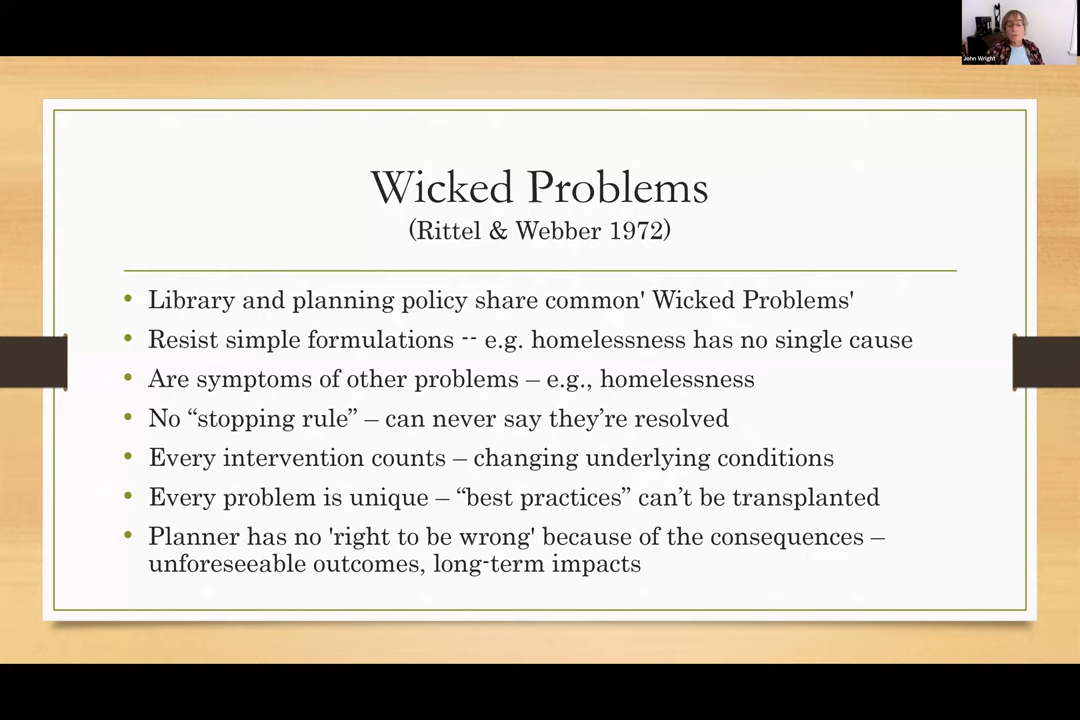 John Wright
Wicked Problems
(Rittel & Webber 1972)
• Library and planning policy share common' Wicked Problems'
• Resist simple formulations -- e.g. homelessness has no single cause
• Are symptoms of other problems – e.g., homelessness
• No “stopping rule” – can never say they’re resolved
• Every intervention counts – changing underlying conditions
• Every problem is unique – “best practices” can’t be transplanted
• Planner has no 'right to be wrong' because of the consequences –
unforeseeable outcomes, long-term impacts